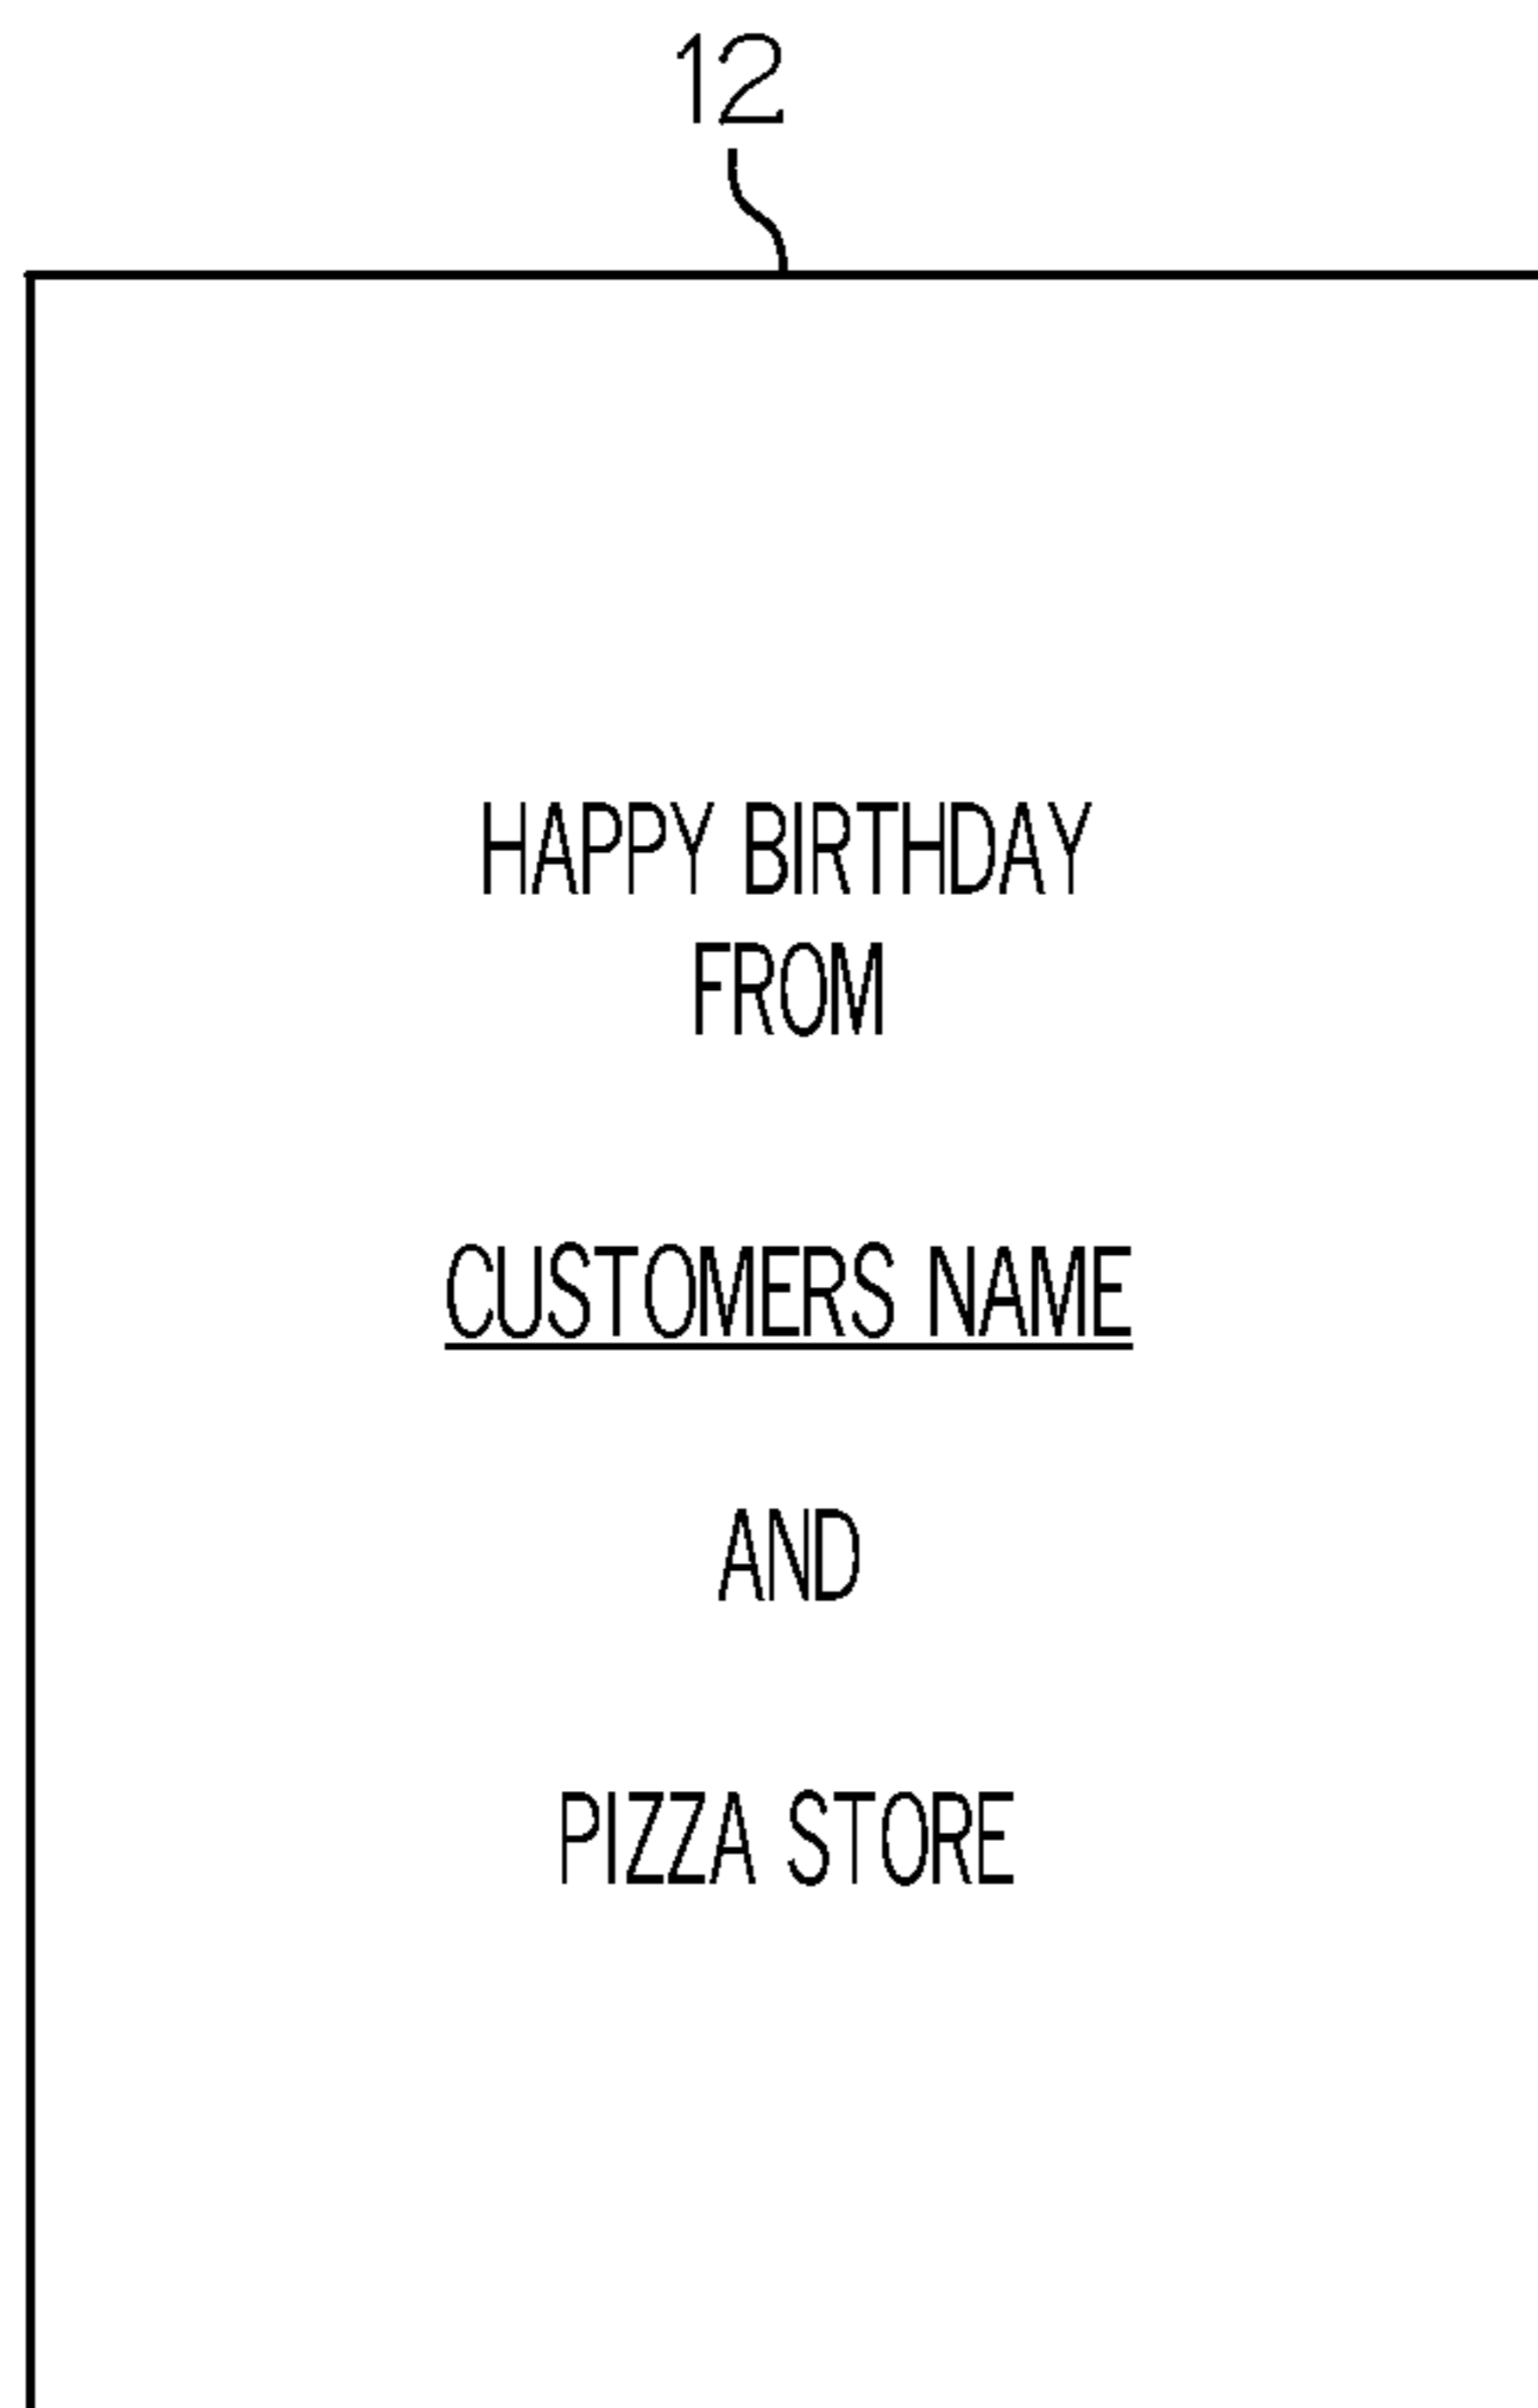 12
HAPPY BIRTHDAY
FROM
CUSTOMERS NAME
AND
PIZZA STORE